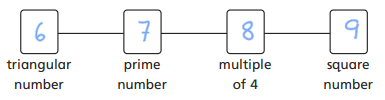 6 7 8 9
triangular prime multiple square
number number of 4 number